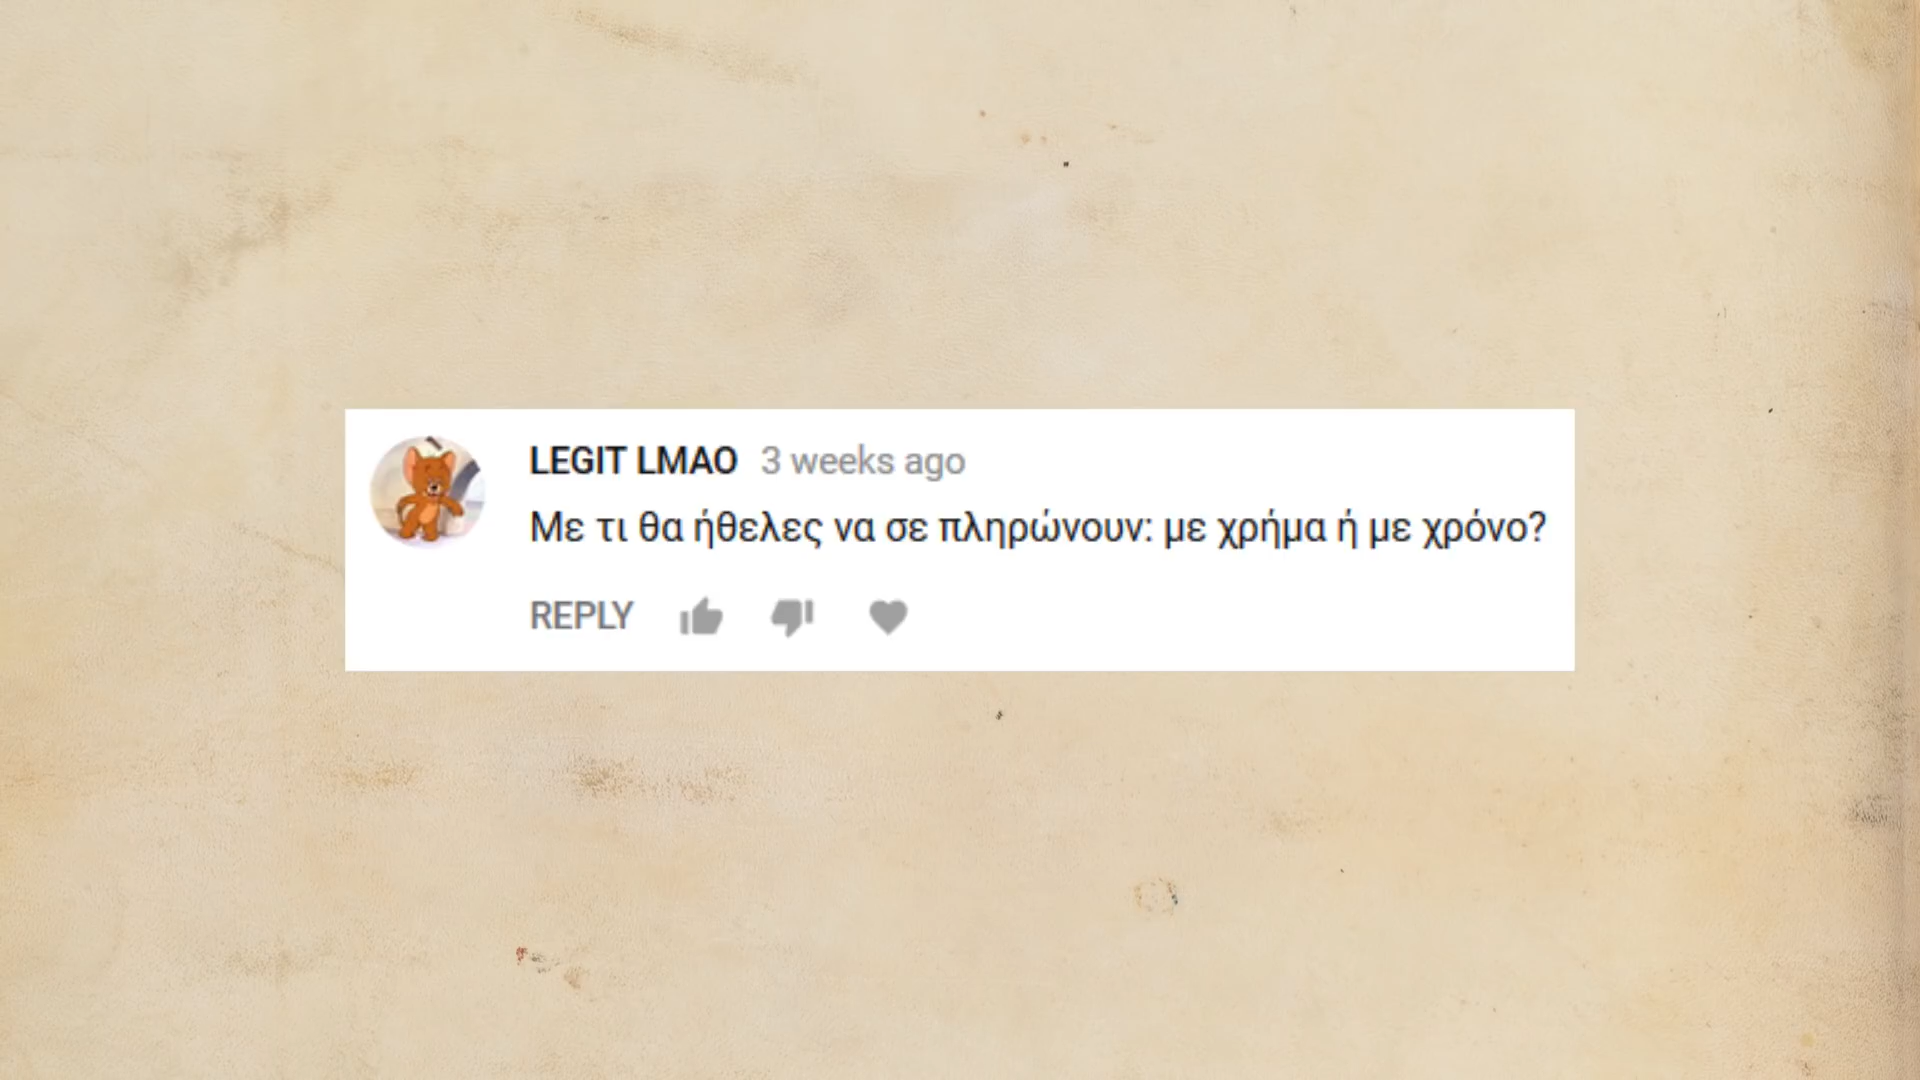 LEGIT LMAO 3 weeks ago
Με τι θα ήθελες να σε πληρώνουν: με χρήμα ή με χρόνο?
REPLY